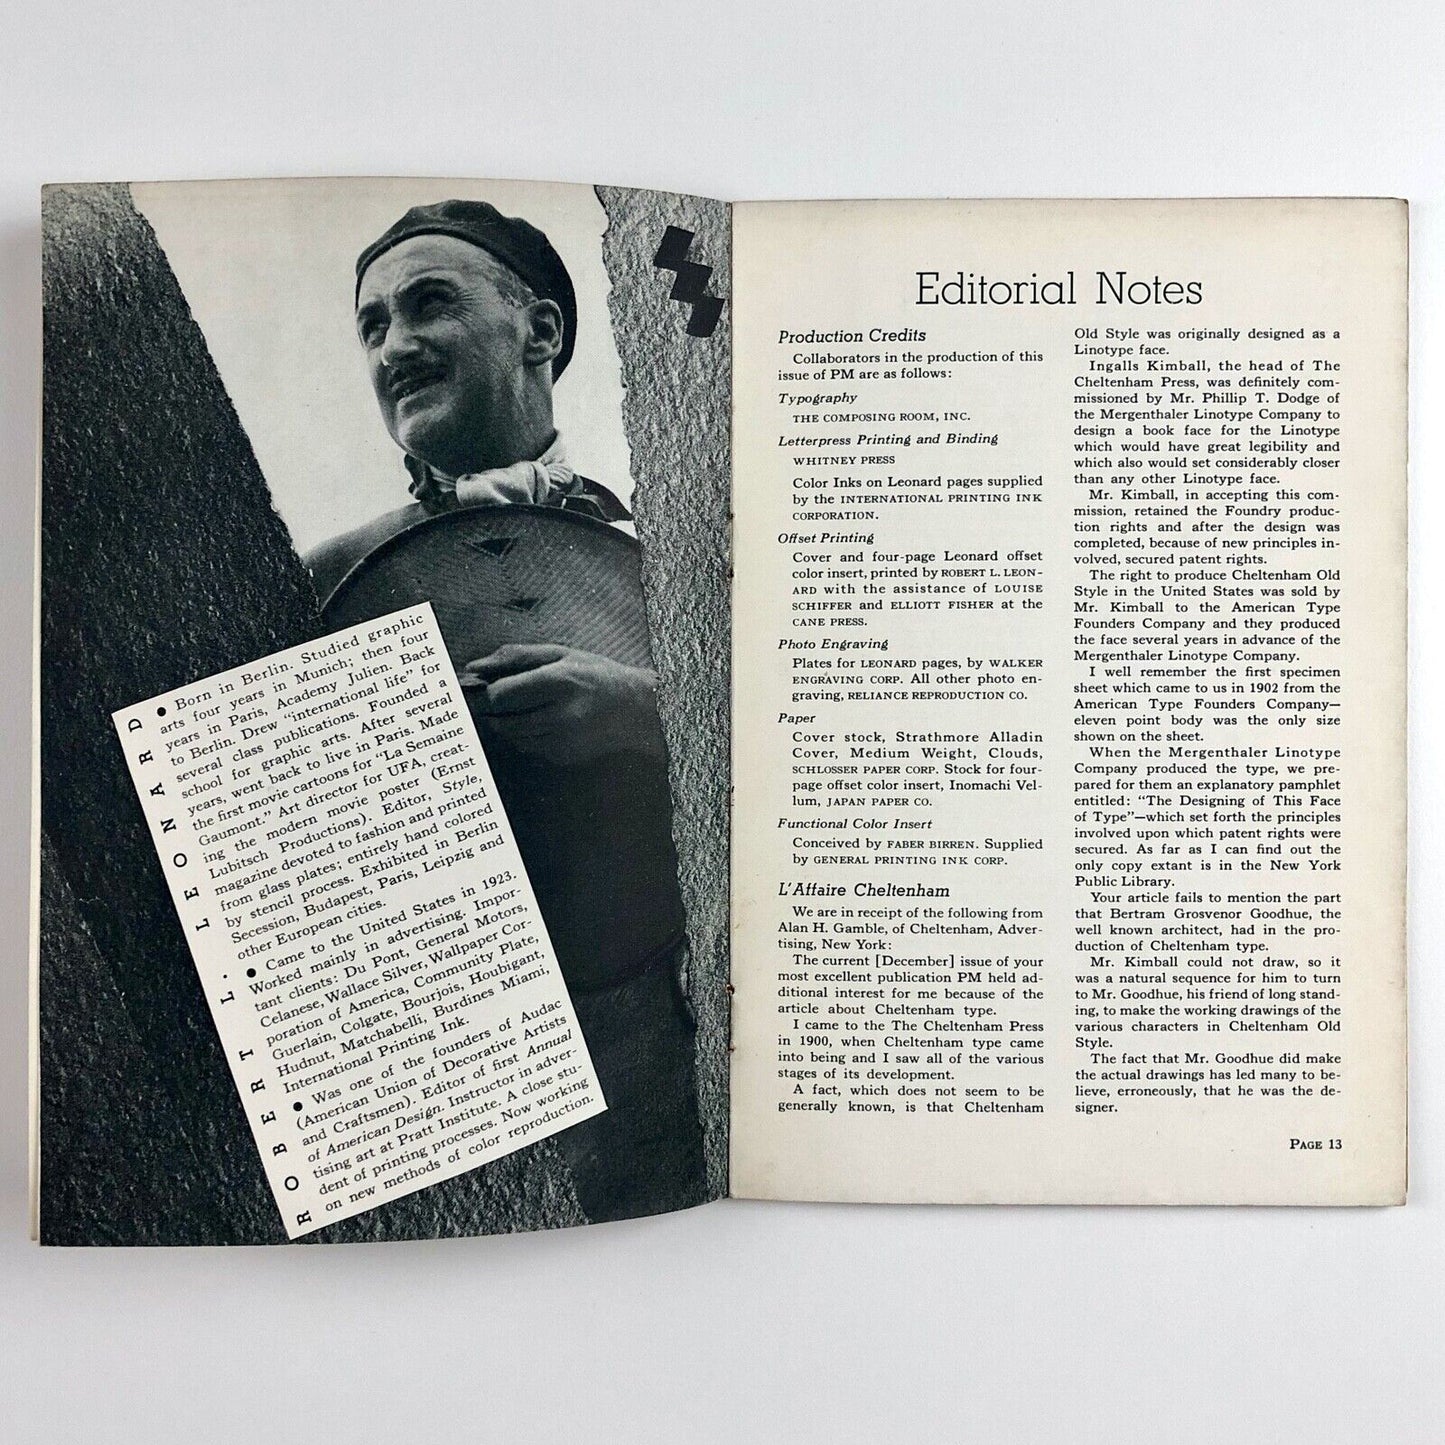 ROBERT L. LEONARD
● Born in Berlin. Studied graphic
arts four years in Munich; then four
years in Paris, Academy Julien. Back
to Berlin. Drew "international life" for
several class publications. Founded a
school for graphic arts. After several
years, went back to live in Paris. Made
the first movie cartoons for "La Semaine
Gaumont." Art director for UFA, creat-
ing the modern movie poster (Ernst
Lubitsch Productions). Editor, Style,
magazine devoted to fashion and printed
from glass plates; entirely hand colored
by stencil process. Exhibited in Berlin
Secession, Budapest, Paris, Leipzig and
other European cities.
● Came to the United States in 1923.
Worked mainly in advertising. Impor-
tant clients: Du Pont, General Motors,
Celanese, Wallace Silver, Wallpaper Cor-
poration of America, Community Plate,
Guerlain, Colgate, Bourjois, Houbigant,
Hudnut, Matchabelli, Burdines Miami,
International Printing Ink.
● Was one of the founders of Audac
(American Union of Decorative Artists
and Craftsmen). Editor of first Annual
of American Design. Instructor in adver-
tising art at Pratt Institute. A close stu-
dent of printing processes. Now working
on new methods of color reproduction.
Editorial Notes
Production Credits
Collaborators in the production of this
issue of PM are as follows:
Typography
THE COMPOSING ROOM, INC.
Letterpress Printing and Binding
WHITNEY PRESS
Color Inks on Leonard pages supplied
by the INTERNATIONAL PRINTING INK
CORPORATION.
Offset Printing
Cover and four-page Leonard offset
color insert, printed by ROBERT L. LEON-
ARD with the assistance of LOUISE
SCHIFFER and ELLIOTT FISHER at the
CANE PRESS.
Photo Engraving
Plates for LEONARD pages, by WALKER
ENGRAVING CORP. All other photo en-
graving, RELIANCE REPRODUCTION CO.
Paper
Cover stock, Strathmore Alladin
Cover, Medium Weight, Clouds,
SCHLOSSER PAPER CORP. Stock for four-
page offset color insert, Inomachi Vel-
lum, JAPAN PAPER CO.
Functional Color Insert
Conceived by FABER BIRREN. Supplied
by GENERAL PRINTING INK CORP.
L'Affaire Cheltenham
We are in receipt of the following from
Alan H. Gamble, of Cheltenham, Adver-
tising, New York:
The current [December] issue of your
most excellent publication PM held ad-
ditional interest for me because of the
article about Cheltenham type.
I came to the The Cheltenham Press
in 1900, when Cheltenham type came
into being and I saw all of the various
stages of its development.
A fact, which does not seem to be
generally known, is that Cheltenham
Old Style was originally designed as a
Linotype face.
Ingalls Kimball, the head of The
Cheltenham Press, was definitely com-
missioned by Mr. Phillip T. Dodge of
the Mergenthaler Linotype Company to
design a book face for the Linotype
which would have great legibility and
which also would set considerably closer
than any other Linotype face.
Mr. Kimball, in accepting this com-
mission, retained the Foundry produc-
tion rights and after the design was
completed, because of new principles in-
volved, secured patent rights.
The right to produce Cheltenham Old
Style in the United States was sold by
Mr. Kimball to the American Type
Founders Company and they produced
the face several years in advance of the
Mergenthaler Linotype Company.
I well remember the first specimen
sheet which came to us in 1902 from the
American Type Founders Company—
eleven point body was the only size
shown on the sheet.
When the Mergenthaler Linotype
Company produced the type, we pre-
pared for them an explanatory pamphlet
entitled: "The Designing of This Face
of Type"—which set forth the principles
involved upon which patent rights were
secured. As far as I can find out the
only copy extant is in the New York
Public Library.
Your article fails to mention the part
that Bertram Grosvenor Goodhue, the
well known architect, had in the pro-
duction of Cheltenham type.
Mr. Kimball could not draw, so it
was a natural sequence for him to turn
to Mr. Goodhue, his friend of long stand-
ing, to make the working drawings of the
various characters in Cheltenham Old
Style.
The fact that Mr. Goodhue did make
the actual drawings has led many to be-
lieve, erroneously, that he was the de-
signer.
PAGE 13